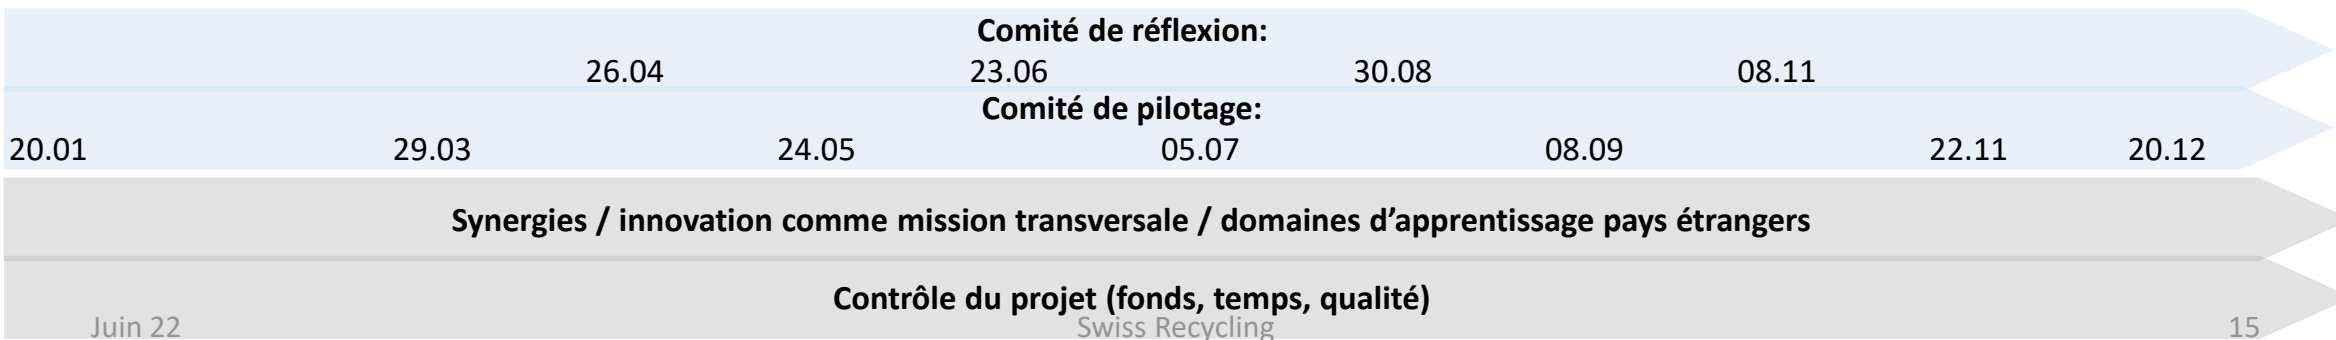 Comité de réflexion:
26.04 23.06 30.08 08.11
Comité de pilotage:
20.01 29.03 24.05 05.07 08.09 22.11 20.12
Synergies / innovation comme mission transversale / domaines d’apprentissage pays étrangers
Contrôle du projet (fonds, temps, qualité)
Juin 22 Swiss Recycling 15